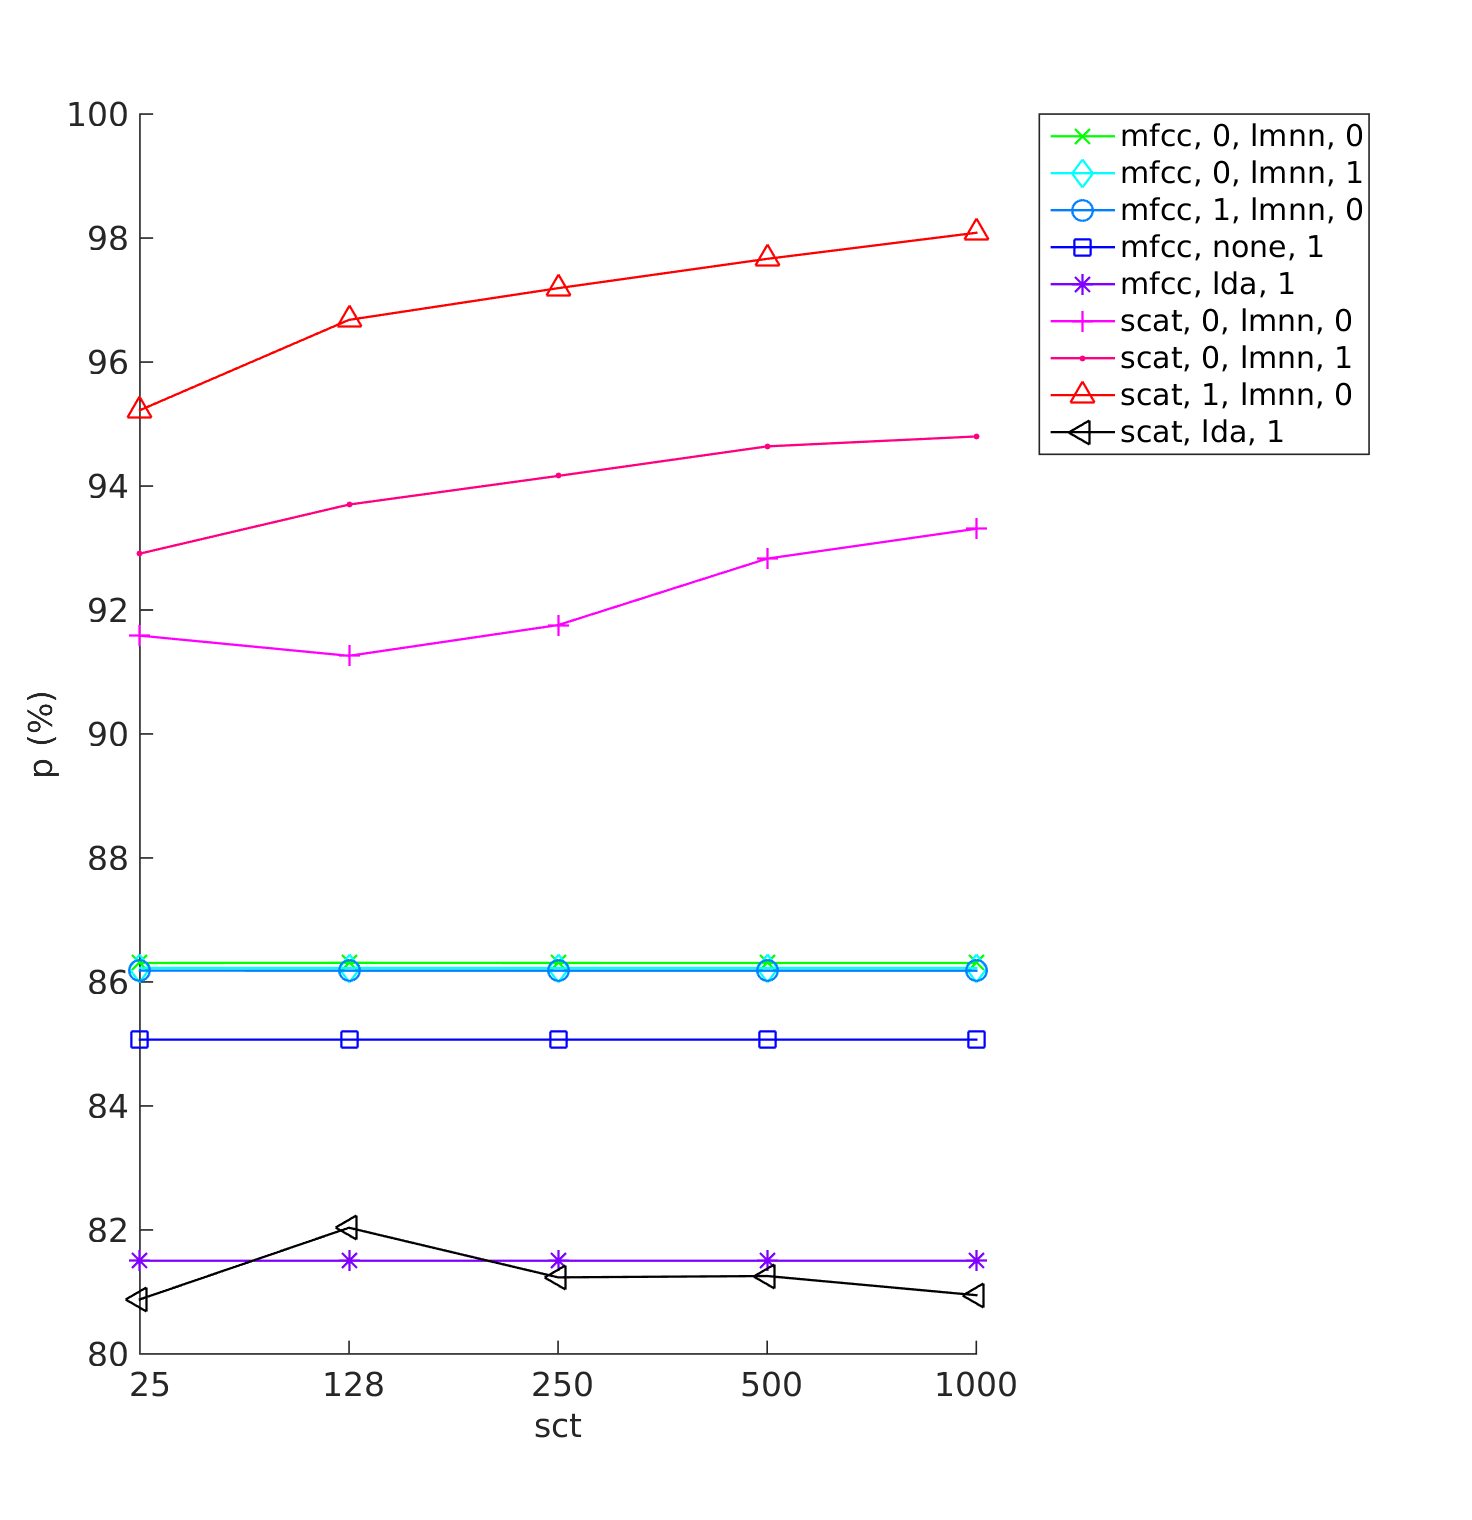 100
98
96
94
92
90
88
86
84
82
80
p (%)
25 128 250 500 1000
sct
mfcc, 0, lmnn, 0
mfcc, 0, lmnn, 1
mfcc, 1, lmnn, 0
mfcc, none, 1
mfcc, lda, 1
scat, 0, lmnn, 0
scat, 0, lmnn, 1
scat, 1, lmnn, 0
scat, lda, 1